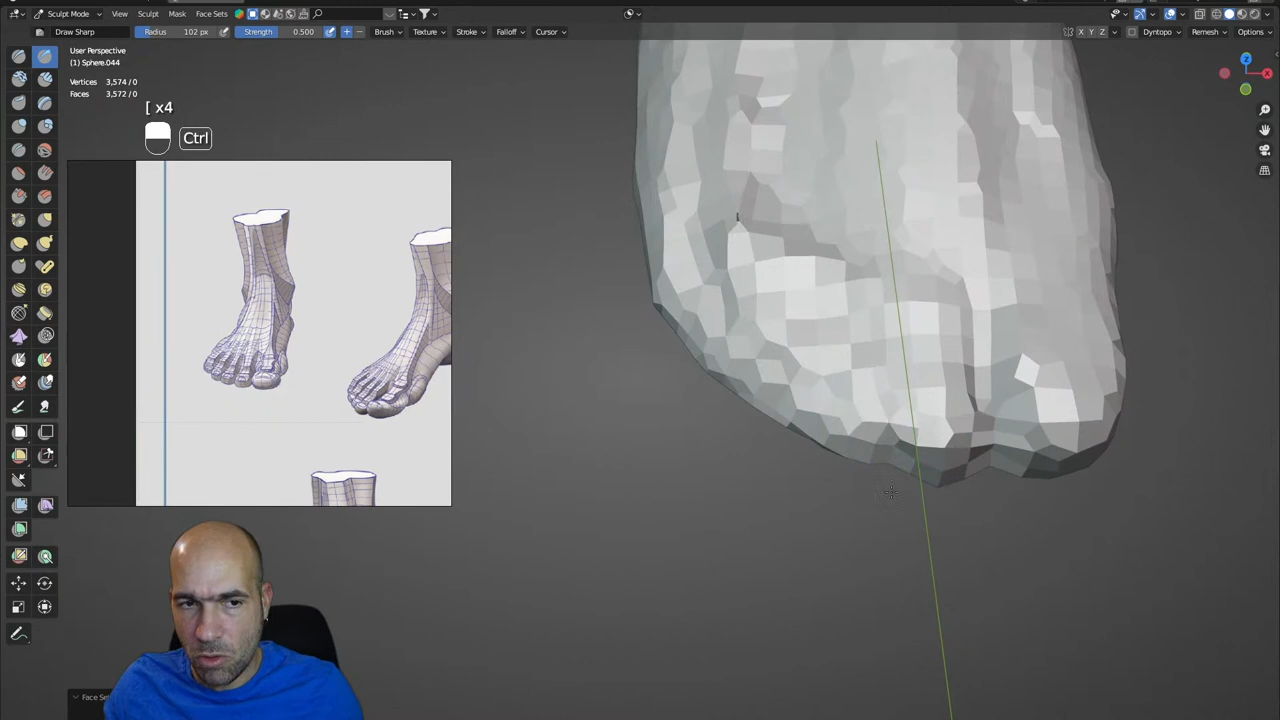 Sculpt Mode View Sculpt Mask Face Sets
Draw Sharp Radius 102 px Strength 0.500 Brush Texture Stroke Falloff Cursor X Y Z Dyntopo Remesh Options
User Perspective
(1) Sphere.044
Vertices 3,574 / 0
Faces 3,572 / 0
[ x4
Ctrl
Z
X
Face Se